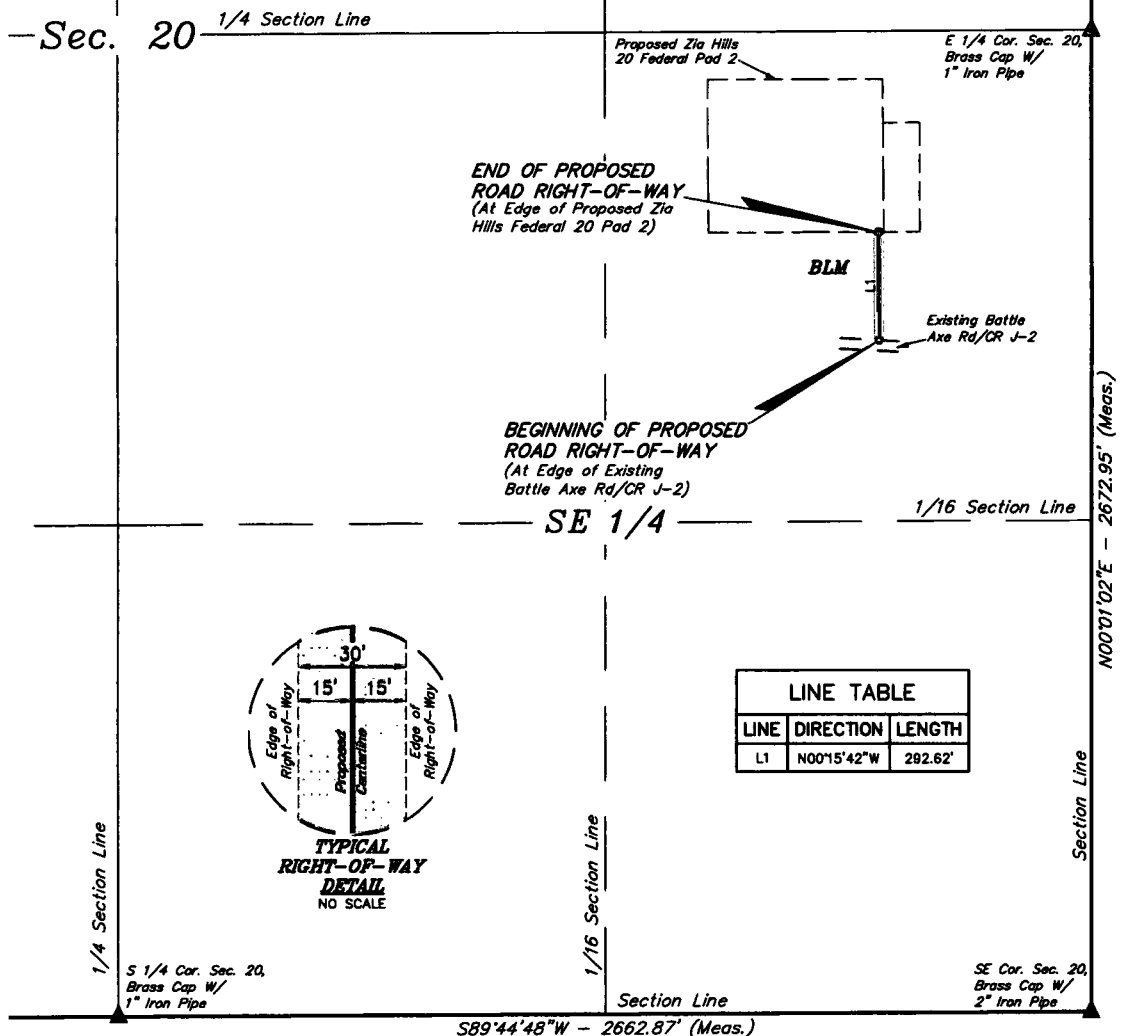 1/4 Section Line
Sec. 20
Proposed Zia Hills
20 Federal Pad 2
E 1/4 Cor. Sec. 20,
Brass Cap W/
1" Iron Pipe
END OF PROPOSED
ROAD RIGHT-OF-WAY
(At Edge of Proposed Zia
Hills Federal 20 Pad 2)
BLM
L1
Existing Battle
Axe Rd/CR J-2
BEGINNING OF PROPOSED
ROAD RIGHT-OF-WAY
(At Edge of Existing
Battle Axe Rd/CR J-2)
N00°01'02"E - 2672.95' (Meas.)
SE 1/4
1/16 Section Line
30'
15' 15'
Edge of
Right-of-Way
Proposed
Centerline
Edge of
Right-of-Way
TYPICAL
RIGHT-OF-WAY
DETAIL
NO SCALE
LINE TABLE
LINE DIRECTION LENGTH
L1 N00°15'42"W 292.62'
1/4 Section Line
1/16 Section Line
Section Line
S 1/4 Cor. Sec. 20,
Brass Cap W/
1" Iron Pipe
SE Cor. Sec. 20,
Brass Cap W/
2" Iron Pipe
Section Line
S89°44'48"W - 2662.87' (Meas.)